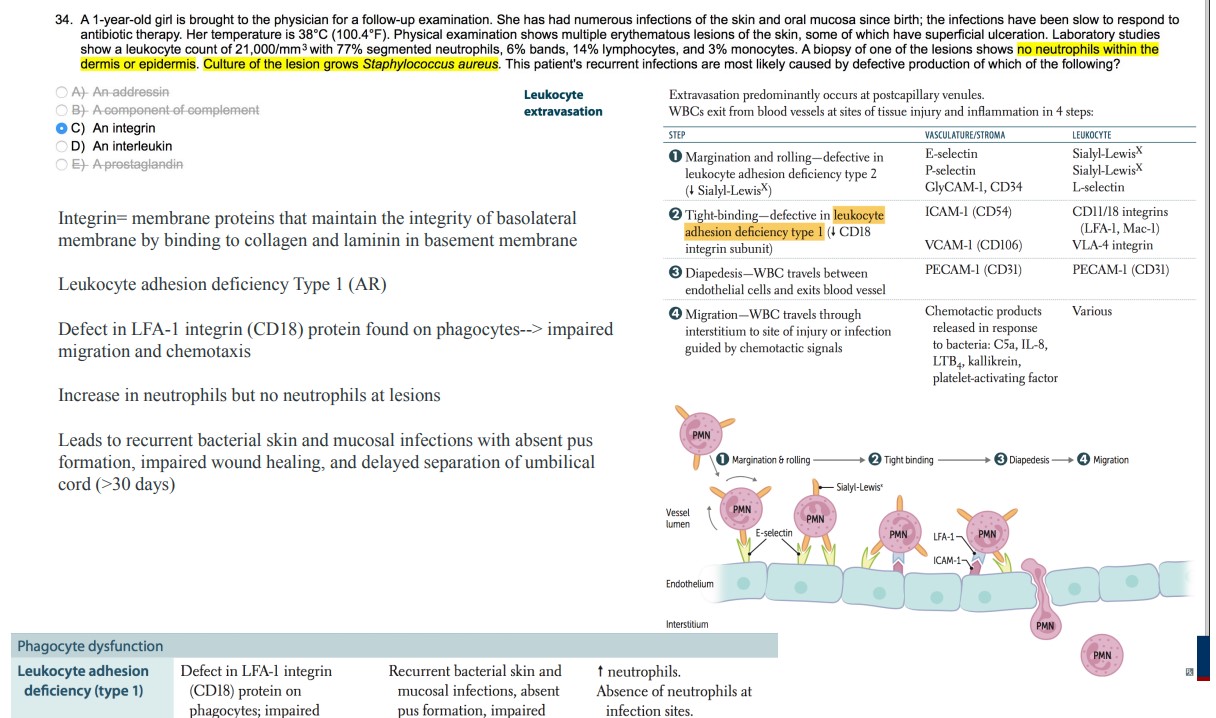 34. A 1-year-old girl is brought to the physician for a follow-up examination. She has had numerous infections of the skin and oral mucosa since birth; the infections have been slow to respond to
antibiotic therapy. Her temperature is 38°C (100.4°F). Physical examination shows multiple erythematous lesions of the skin, some of which have superficial ulceration. Laboratory studies
show a leukocyte count of 21,000/mm³ with 77% segmented neutrophils, 6% bands, 14% lymphocytes, and 3% monocytes. A biopsy of one of the lesions shows no neutrophils within the
dermis or epidermis. Culture of the lesion grows Staphylococcus aureus. This patient's recurrent infections are most likely caused by defective production of which of the following?
A) An addressin
B) A component of complement
C) An integrin
D) An interleukin
E) A prostaglandin
Integrin= membrane proteins that maintain the integrity of basolateral
membrane by binding to collagen and laminin in basement membrane
Leukocyte adhesion deficiency Type 1 (AR)
Defect in LFA-1 integrin (CD18) protein found on phagocytes--> impaired
migration and chemotaxis
Increase in neutrophils but no neutrophils at lesions
Leads to recurrent bacterial skin and mucosal infections with absent pus
formation, impaired wound healing, and delayed separation of umbilical
cord (>30 days)
Leukocyte
extravasation
Extravasation predominantly occurs at postcapillary venules.
WBCs exit from blood vessels at sites of tissue injury and inflammation in 4 steps:
STEP VASCULATURE/STROMA LEUKOCYTE
1 Margination and rolling—defective in E-selectin Sialyl-Lewisˣ
leukocyte adhesion deficiency type 2 P-selectin Sialyl-Lewisˣ
(↓ Sialyl-Lewisˣ) GlyCAM-1, CD34 L-selectin
2 Tight-binding—defective in leukocyte ICAM-1 (CD54) CD11/18 integrins
adhesion deficiency type 1 (↓ CD18 (LFA-1, Mac-1)
integrin subunit) VCAM-1 (CD106) VLA-4 integrin
3 Diapedesis—WBC travels between PECAM-1 (CD31) PECAM-1 (CD31)
endothelial cells and exits blood vessel
4 Migration—WBC travels through Chemotactic products Various
interstitium to site of injury or infection released in response
guided by chemotactic signals to bacteria: C5a, IL-8,
LTB₄, kallikrein,
platelet-activating factor
PMN
1 Margination & rolling 2 Tight binding 3 Diapedesis 4 Migration
Sialyl-Lewisˣ
Vessel
lumen
PMN
PMN
E-selectin
PMN
LFA-1
PMN
ICAM-1
Endothelium
Interstitium
PMN
PMN
Phagocyte dysfunction
Leukocyte adhesion Defect in LFA-1 integrin Recurrent bacterial skin and ↑ neutrophils.
deficiency (type 1) (CD18) protein on mucosal infections, absent Absence of neutrophils at
phagocytes; impaired pus formation, impaired infection sites.